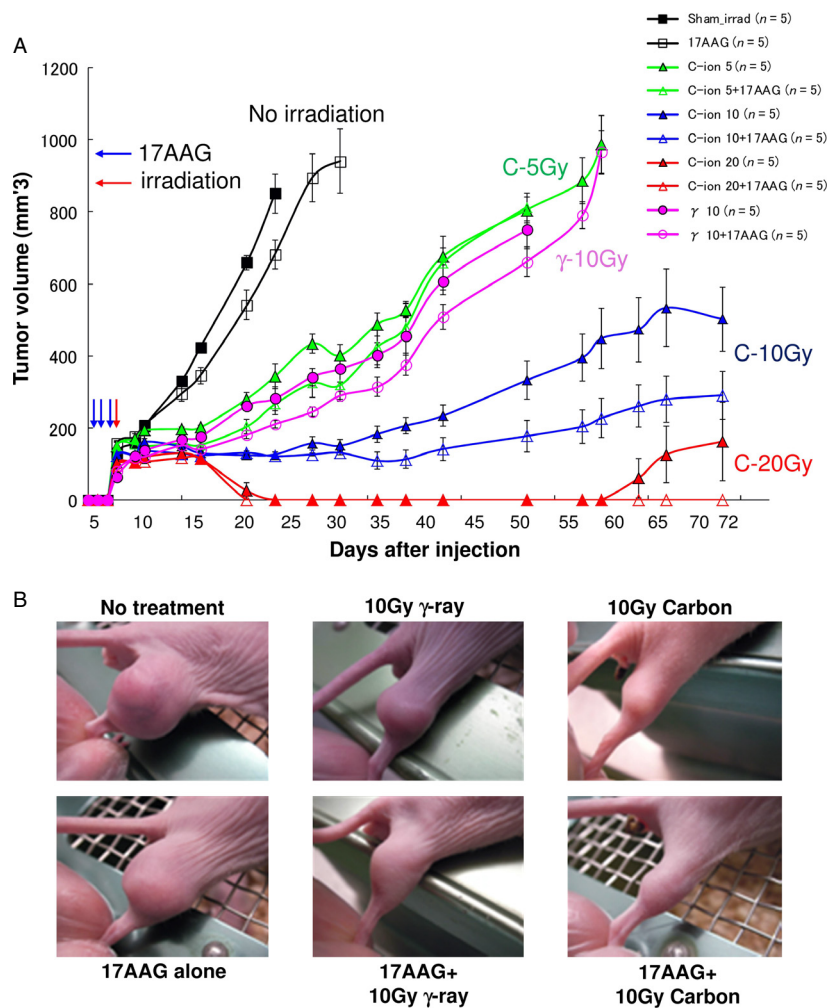 A
Sham_irrad (n = 5)
17AAG (n = 5)
C-ion 5 (n = 5)
C-ion 5+17AAG (n = 5)
C-ion 10 (n = 5)
C-ion 10+17AAG (n = 5)
C-ion 20 (n = 5)
C-ion 20+17AAG (n = 5)
γ 10 (n = 5)
γ 10+17AAG (n = 5)
1200
1000
800
600
400
200
0
Tumor volume (mm'3)
17AAG
irradiation
No irradiation
C-5Gy
γ-10Gy
C-10Gy
C-20Gy
5 10 15 20 25 30 35 40 50 55 60 65 70 72
Days after injection
B
No treatment
10Gy γ-ray
10Gy Carbon
17AAG alone
17AAG+
10Gy γ-ray
17AAG+
10Gy Carbon